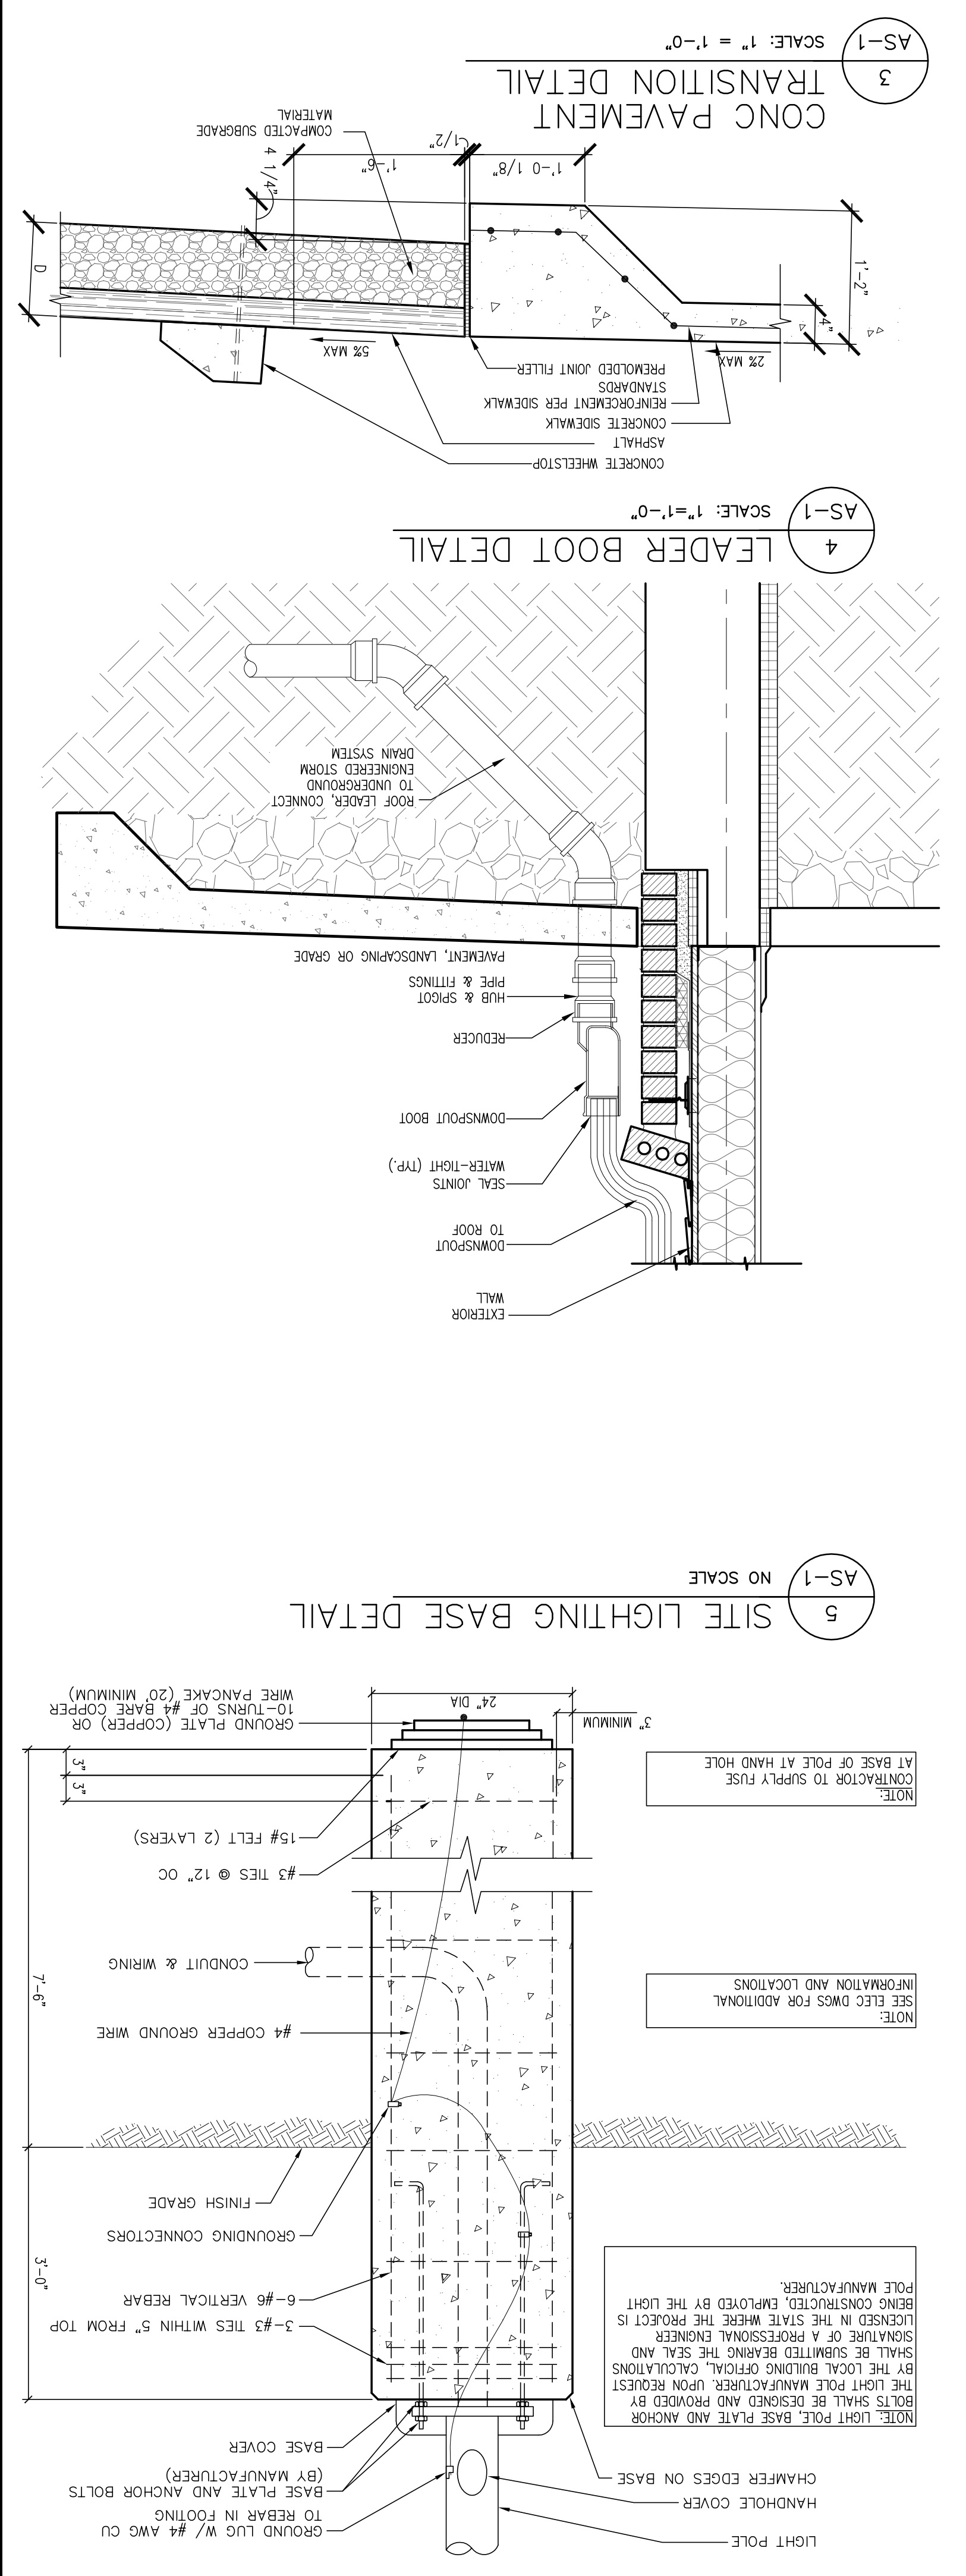 LIGHT POLE
HANDHOLE COVER
CHAMFER EDGES ON BASE
GROUND LUG W/ #4 AWG CU
TO REBAR IN FOOTING
BASE PLATE AND ANCHOR BOLTS
(BY MANUFACTURER)
BASE COVER
NOTE: LIGHT POLE, BASE PLATE AND ANCHOR
BOLTS SHALL BE DESIGNED AND PROVIDED BY
THE LIGHT POLE MANUFACTURER. UPON REQUEST
BY THE LOCAL BUILDING OFFICIAL, CALCULATIONS
SHALL BE SUBMITTED BEARING THE SEAL AND
SIGNATURE OF A PROFESSIONAL ENGINEER
LICENSED IN THE STATE WHERE THE PROJECT IS
BEING CONSTRUCTED, EMPLOYED BY THE LIGHT
POLE MANUFACTURER.
3-#3 TIES WITHIN 5" FROM TOP
6-#6 VERTICAL REBAR
3'-0"
GROUNDING CONNECTORS
FINISH GRADE
#4 COPPER GROUND WIRE
NOTE:
SEE ELEC DWGS FOR ADDITIONAL
INFORMATION AND LOCATIONS
CONDUIT & WIRING
7'-6"
#3 TIES @ 12" OC
15# FELT (2 LAYERS)
3"
3"
NOTE:
CONTRACTOR TO SUPPLY FUSE
AT BASE OF POLE AT HAND HOLE
3" MINIMUM
24" DIA
GROUND PLATE (COPPER) OR
10-TURNS OF #4 BARE COPPER
WIRE PANCAKE (20' MINIMUM)
5
AS-1
SITE LIGHTING BASE DETAIL
NO SCALE
EXTERIOR
WALL
DOWNSPOUT
TO ROOF
SEAL JOINTS
WATER-TIGHT (TYP.)
DOWNSPOUT BOOT
REDUCER
HUB & SPIGOT
PIPE & FITTINGS
PAVEMENT, LANDSCAPING OR GRADE
ROOF LEADER, CONNECT
TO UNDERGROUND
ENGINEERED STORM
DRAIN SYSTEM
4
AS-1
LEADER BOOT DETAIL
SCALE: 1"=1'-0"
CONCRETE WHEELSTOP
ASPHALT
CONCRETE SIDEWALK
REINFORCEMENT PER SIDEWALK
STANDARDS
PREMOLDED JOINT FILLER
2% MAX
5% MAX
4"
1'-2"
D
4 1/4"
1'-0 1/8"
1/2"
1'-6"
COMPACTED SUBGRADE
MATERIAL
3
AS-1
CONC PAVEMENT
TRANSITION DETAIL
SCALE: 1" = 1'-0"